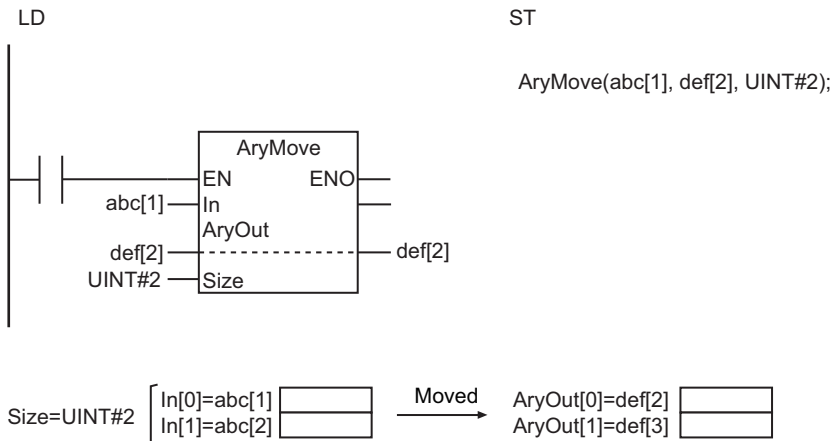 LD
ST
AryMove(abc[1], def[2], UINT#2);
AryMove
EN ENO
abc[1] In
AryOut
def[2] def[2]
UINT#2 Size
Size=UINT#2
In[0]=abc[1]
In[1]=abc[2]
Moved
AryOut[0]=def[2]
AryOut[1]=def[3]